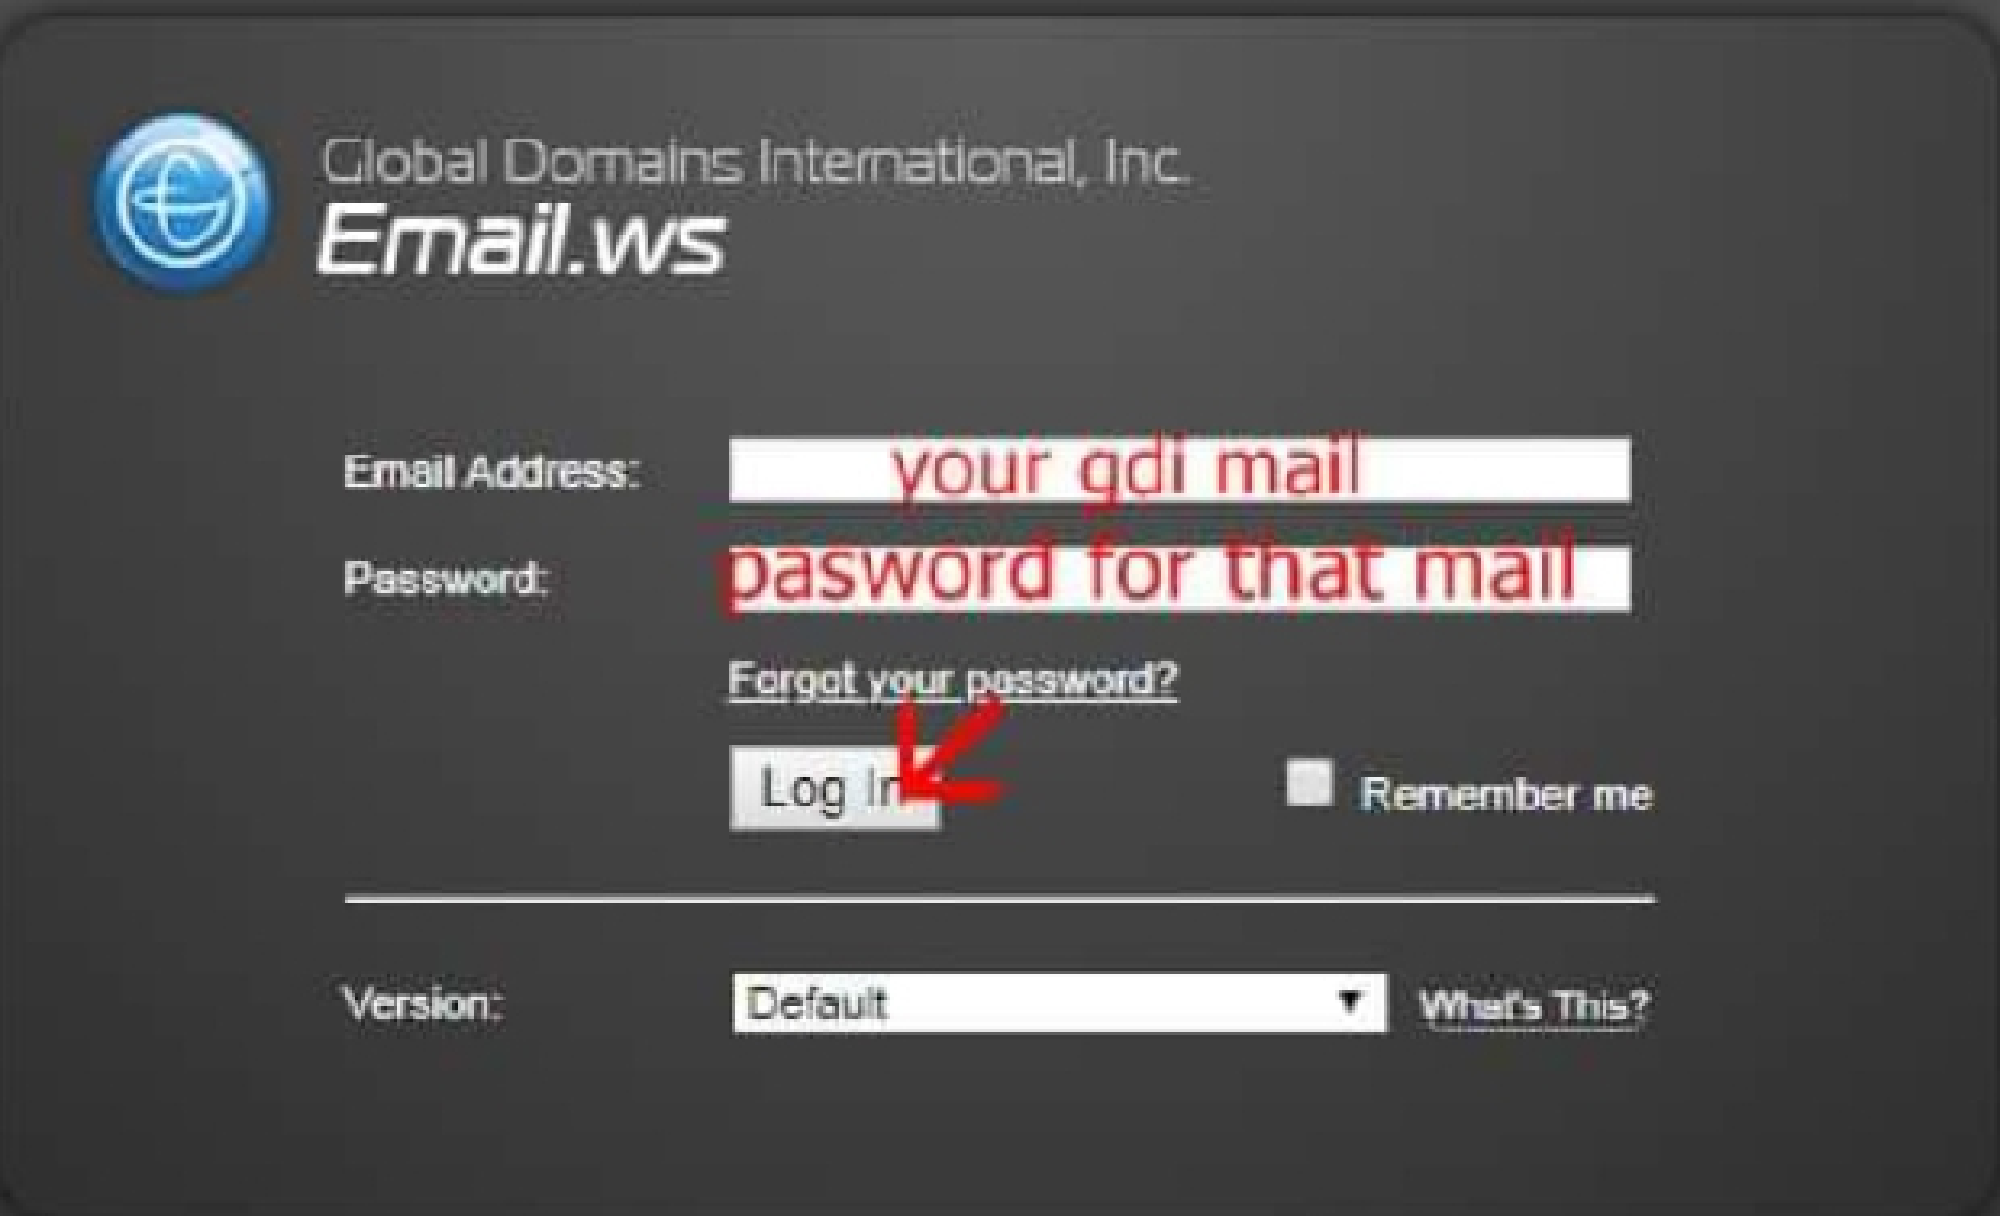 Global Domains International, Inc.
Email.ws
Email Address: your gdi mail
Password: pasword for that mail
Forgot your password?
Log In Remember me
Version: Default What's This?